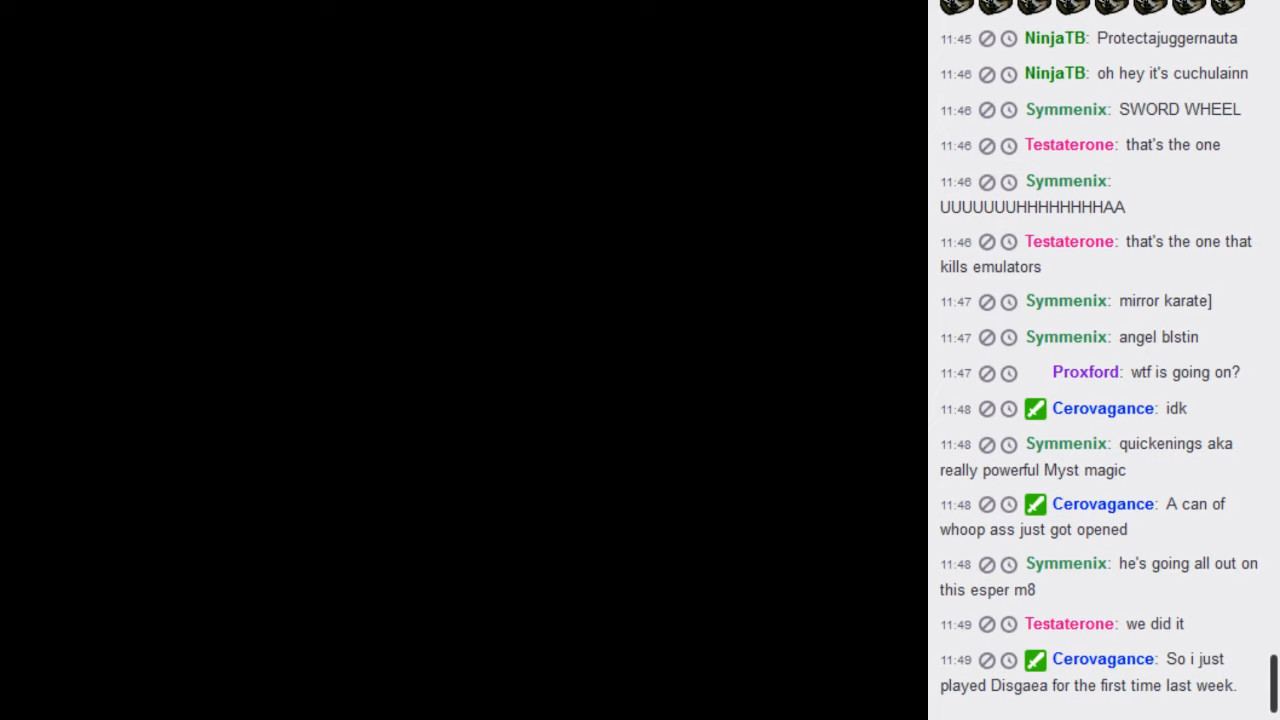 11:45 NinjaTB: Protectajuggernauta
11:46 NinjaTB: oh hey it's cuchulainn
11:46 Symmenix: SWORD WHEEL
11:46 Testaterone: that's the one
11:46 Symmenix:
UUUUUUUHHHHHHHHAA
11:46 Testaterone: that's the one that
kills emulators
11:47 Symmenix: mirror karate]
11:47 Symmenix: angel blstin
11:47 Proxford: wtf is going on?
11:48 Cerovagance: idk
11:48 Symmenix: quickenings aka
really powerful Myst magic
11:48 Cerovagance: A can of
whoop ass just got opened
11:48 Symmenix: he's going all out on
this esper m8
11:49 Testaterone: we did it
11:49 Cerovagance: So i just
played Disgaea for the first time last week.